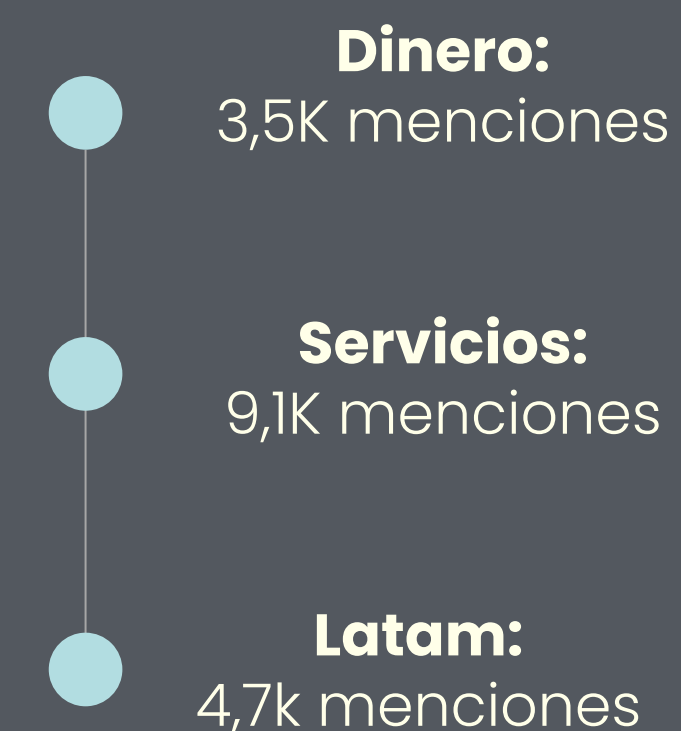 Dinero:
3,5K menciones
Servicios:
9,1K menciones
Latam:
4,7k menciones